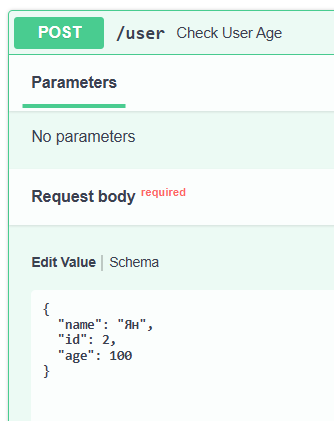 POST /user Check User Age
Parameters
No parameters
Request body required
Edit Value | Schema
{
  "name": "Ян",
  "id": 2,
  "age": 100
}